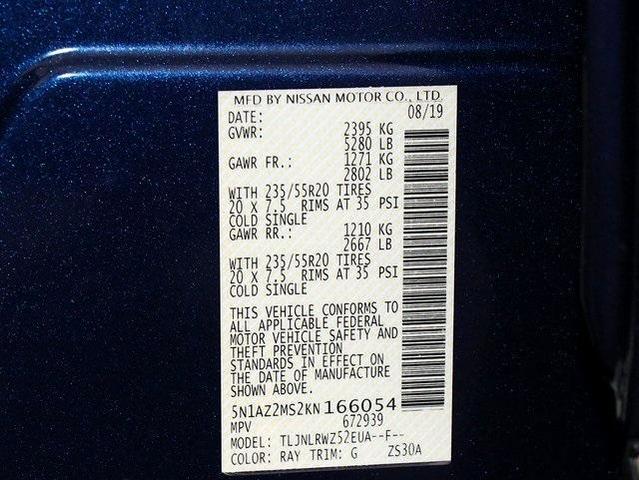 MFD BY NISSAN MOTOR CO., LTD.
DATE: 08/19
GVWR: 2395 KG
5280 LB
GAWR FR.: 1271 KG
2802 LB
WITH 235/55R20 TIRES
20 X 7.5 RIMS AT 35 PSI
COLD SINGLE
GAWR RR.: 1210 KG
2667 LB
WITH 235/55R20 TIRES
20 X 7.5 RIMS AT 35 PSI
COLD SINGLE
THIS VEHICLE CONFORMS TO
ALL APPLICABLE FEDERAL
MOTOR VEHICLE SAFETY AND
THEFT PREVENTION
STANDARDS IN EFFECT ON
THE DATE OF MANUFACTURE
SHOWN ABOVE.
5N1AZ2MS2KN166054
MPV 672939
MODEL: TLJNLRWZ52EUA--F--
COLOR: RAY TRIM: G ZS30A